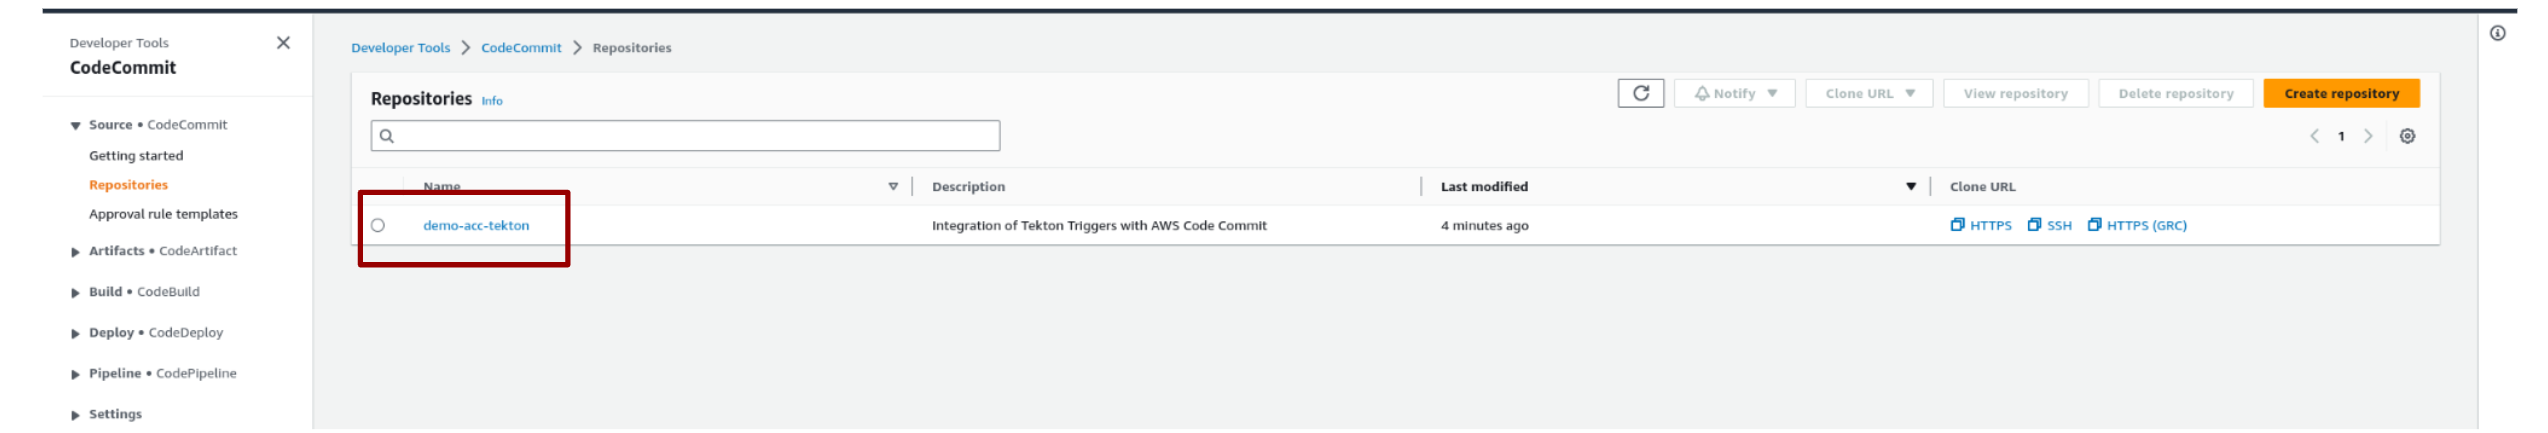 Developer Tools
CodeCommit
Source • CodeCommit
Getting started
Repositories
Approval rule templates
Artifacts • CodeArtifact
Build • CodeBuild
Deploy • CodeDeploy
Pipeline • CodePipeline
Settings
Developer Tools > CodeCommit > Repositories
Repositories Info
Notify Clone URL View repository Delete repository Create repository
< 1 >
Name Description Last modified Clone URL
demo-acc-tekton Integration of Tekton Triggers with AWS Code Commit 4 minutes ago HTTPS SSH HTTPS (GRC)